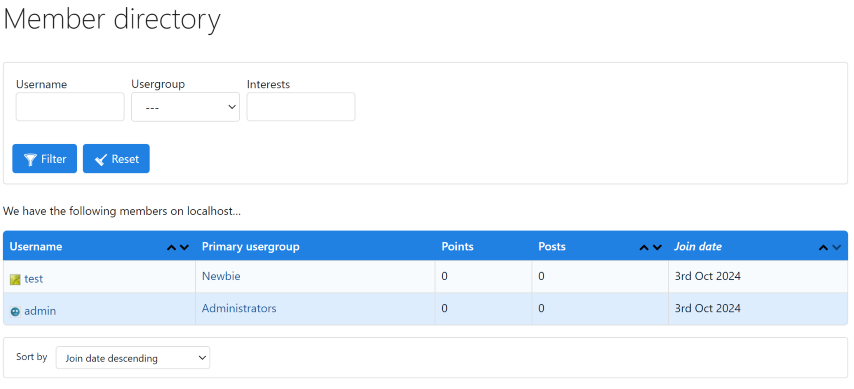 Member directory
Username Usergroup Interests
---
Filter Reset
We have the following members on localhost...
Username Primary usergroup Points Posts Join date
test Newbie 0 0 3rd Oct 2024
admin Administrators 0 0 3rd Oct 2024
Sort by Join date descending